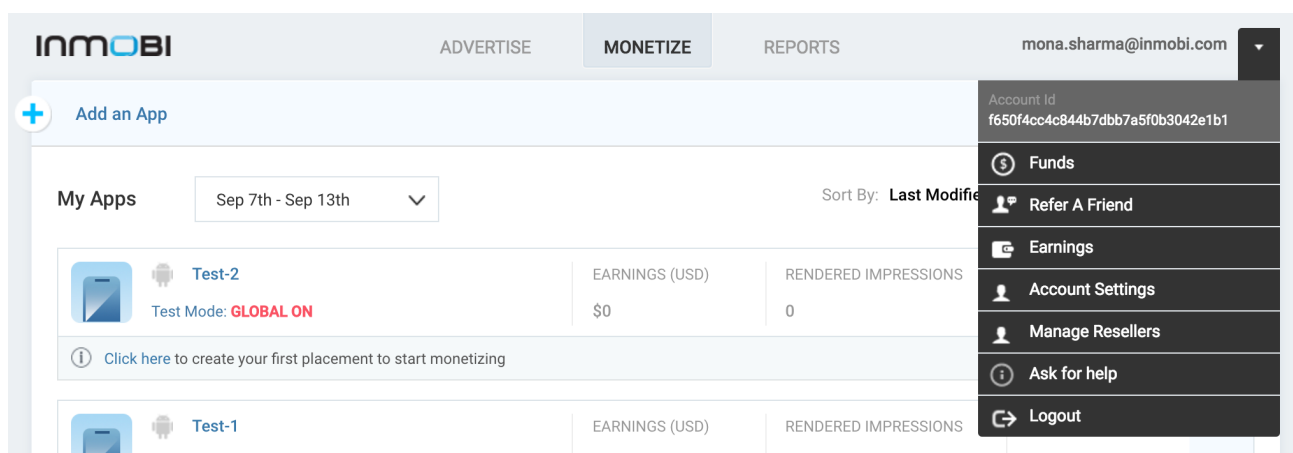 INMOBI
ADVERTISE MONETIZE REPORTS mona.sharma@inmobi.com
Add an App
Account Id
f650f4cc4c844b7dbb7a5f0b3042e1b1
Funds
Refer A Friend
Earnings
Account Settings
Manage Resellers
Ask for help
Logout
My Apps Sep 7th - Sep 13th Sort By: Last Modifie
Test-2 EARNINGS (USD) RENDERED IMPRESSIONS
Test Mode: GLOBAL ON $0 0
Click here to create your first placement to start monetizing
Test-1 EARNINGS (USD) RENDERED IMPRESSIONS